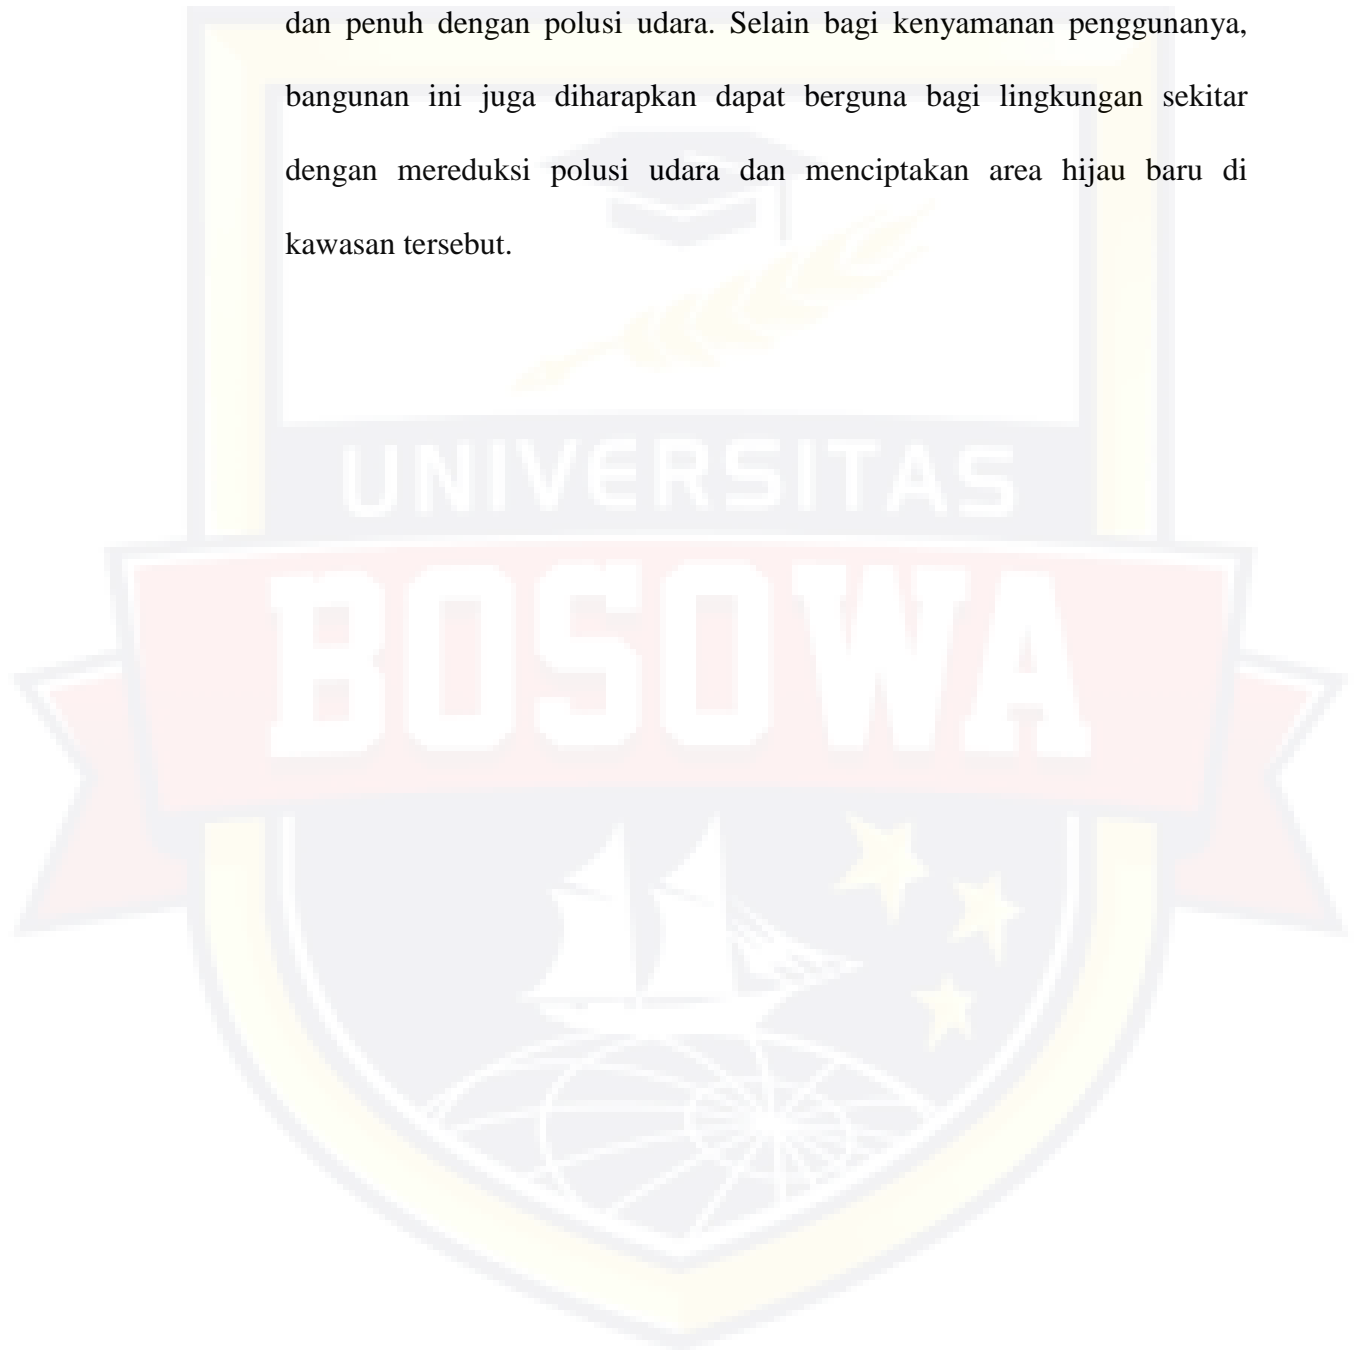 dan penuh dengan polusi udara. Selain bagi kenyamanan penggunanya,
bangunan ini juga diharapkan dapat berguna bagi lingkungan sekitar
dengan mereduksi polusi udara dan menciptakan area hijau baru di
kawasan tersebut.
UNIVERSITAS
BOSOWA